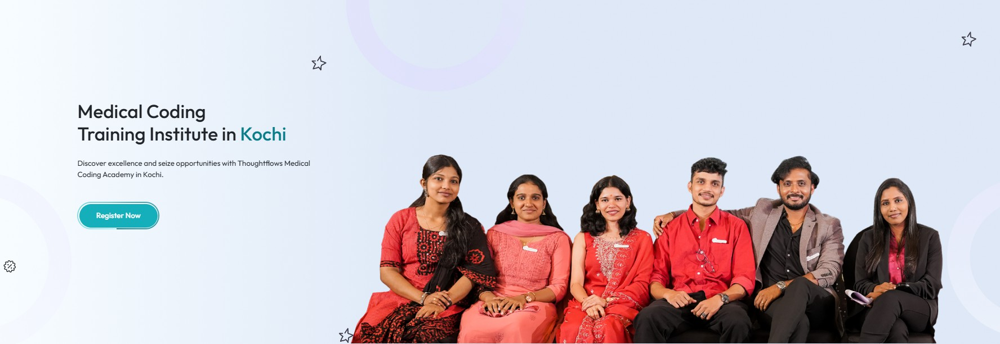 Medical Coding
Training Institute in Kochi
Discover excellence and seize opportunities with Thoughtflows Medical
Coding Academy in Kochi.
Register Now